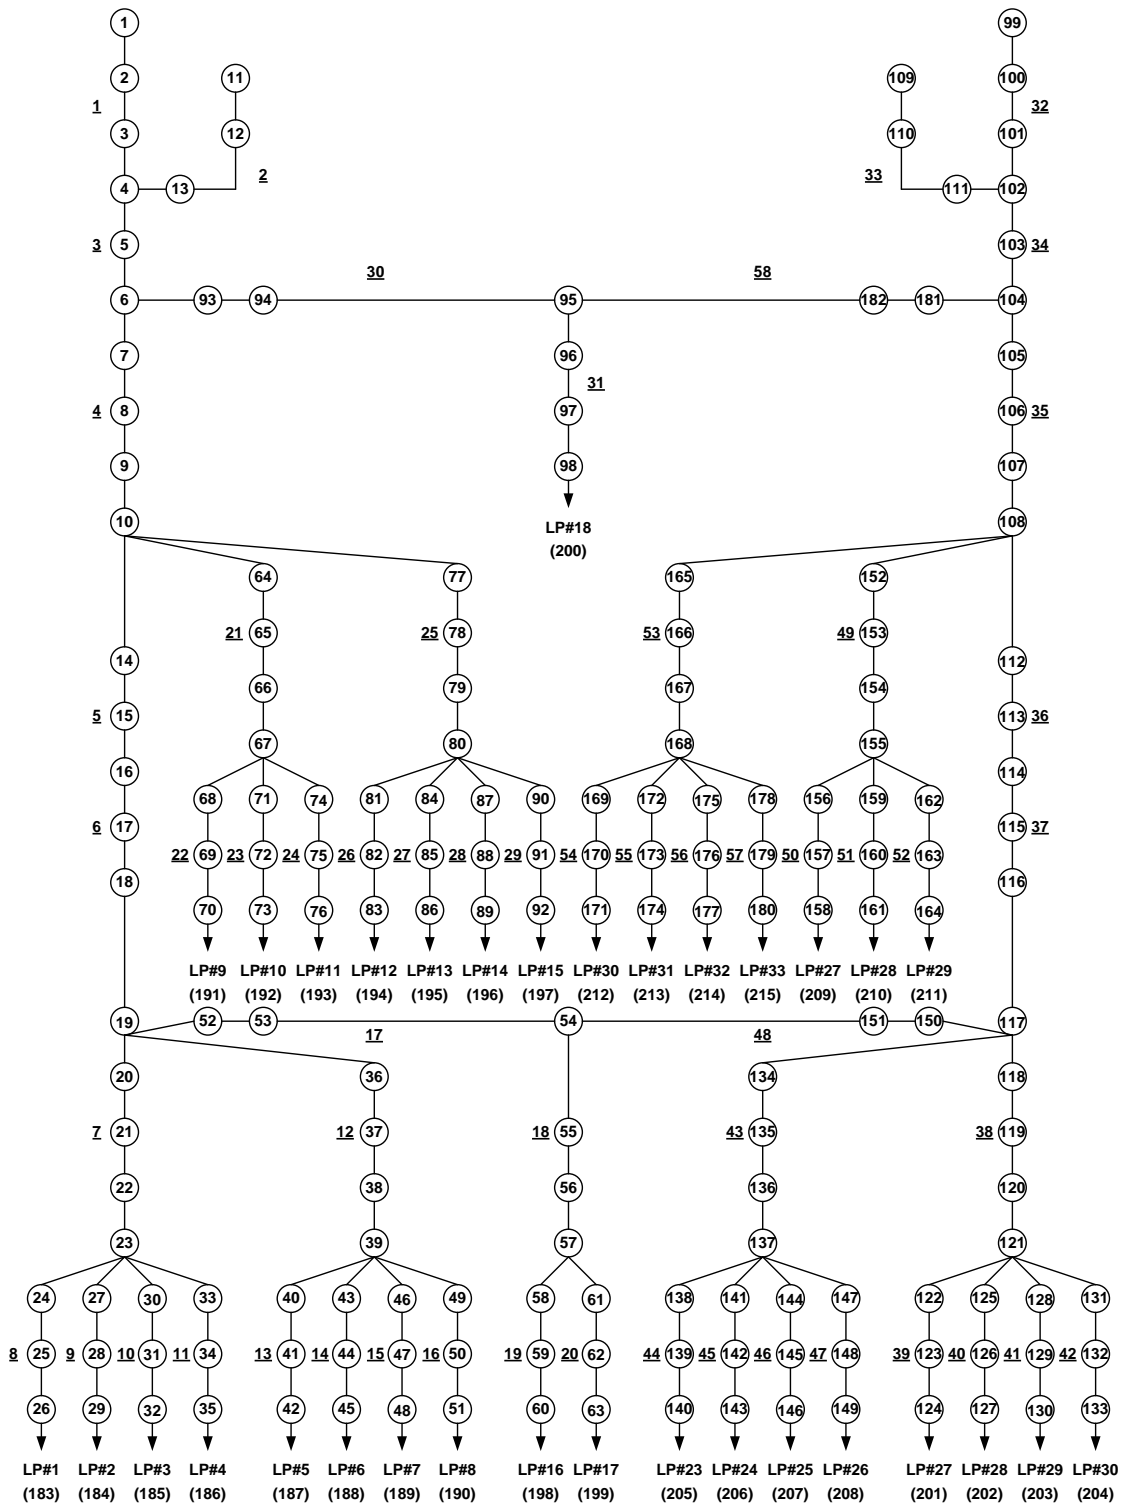 1 99
2 11 109 100
1 32
3 12 110 101
2 33
4 13 111 102
3 5 103 34
30 58
6 93 94 95 182 181 104
7 96 105
31
4 8 97 106 35
9 98 107
10 108
LP#18
(200)
64 77 165 152
21 65 25 78 53 166 49 153
14 112
66 79 167 154
5 15 113 36
67 80 168 155
16 114
68 71 74 81 84 87 90 169 172 175 178 156 159 162
6 17 115 37
22 69 23 72 24 75 26 82 27 85 28 88 29 91 54 170 55 173 56 176 57 179 50 157 51 160 52 163
18 116
70 73 76 83 86 89 92 171 174 177 180 158 161 164
LP#9 LP#10 LP#11 LP#12 LP#13 LP#14 LP#15 LP#30 LP#31 LP#32 LP#33 LP#27 LP#28 LP#29
(191) (192) (193) (194) (195) (196) (197) (212) (213) (214) (215) (209) (210) (211)
19 52 53 54 151 150 117
17 48
20 36 134 118
7 21 12 37 18 55 43 135 38 119
22 38 56 136 120
23 39 57 137 121
24 27 30 33 40 43 46 49 58 61 138 141 144 147 122 125 128 131
8 25 9 28 10 31 11 34 13 41 14 44 15 47 16 50 19 59 20 62 44 139 45 142 46 145 47 148 39 123 40 126 41 129 42 132
26 29 32 35 42 45 48 51 60 63 140 143 146 149 124 127 130 133
LP#1 LP#2 LP#3 LP#4 LP#5 LP#6 LP#7 LP#8 LP#16 LP#17 LP#23 LP#24 LP#25 LP#26 LP#27 LP#28 LP#29 LP#30
(183) (184) (185) (186) (187) (188) (189) (190) (198) (199) (205) (206) (207) (208) (201) (202) (203) (204)